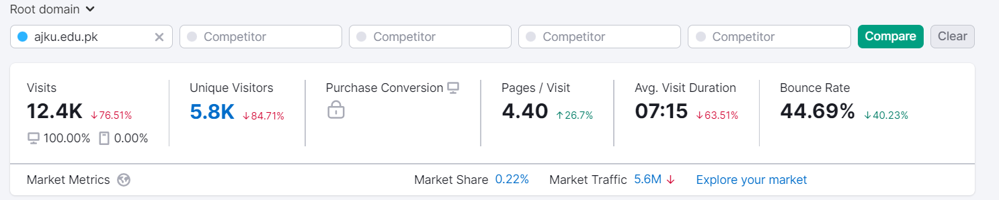 Root domain
ajku.edu.pk Competitor Competitor Competitor Competitor Compare Clear
Visits Unique Visitors Purchase Conversion Pages / Visit Avg. Visit Duration Bounce Rate
12.4K ↓76.51% 5.8K ↓84.71% 4.40 ↑26.7% 07:15 ↓63.51% 44.69% ↓40.23%
100.00% 0.00%
Market Metrics Market Share 0.22% Market Traffic 5.6M ↓ Explore your market